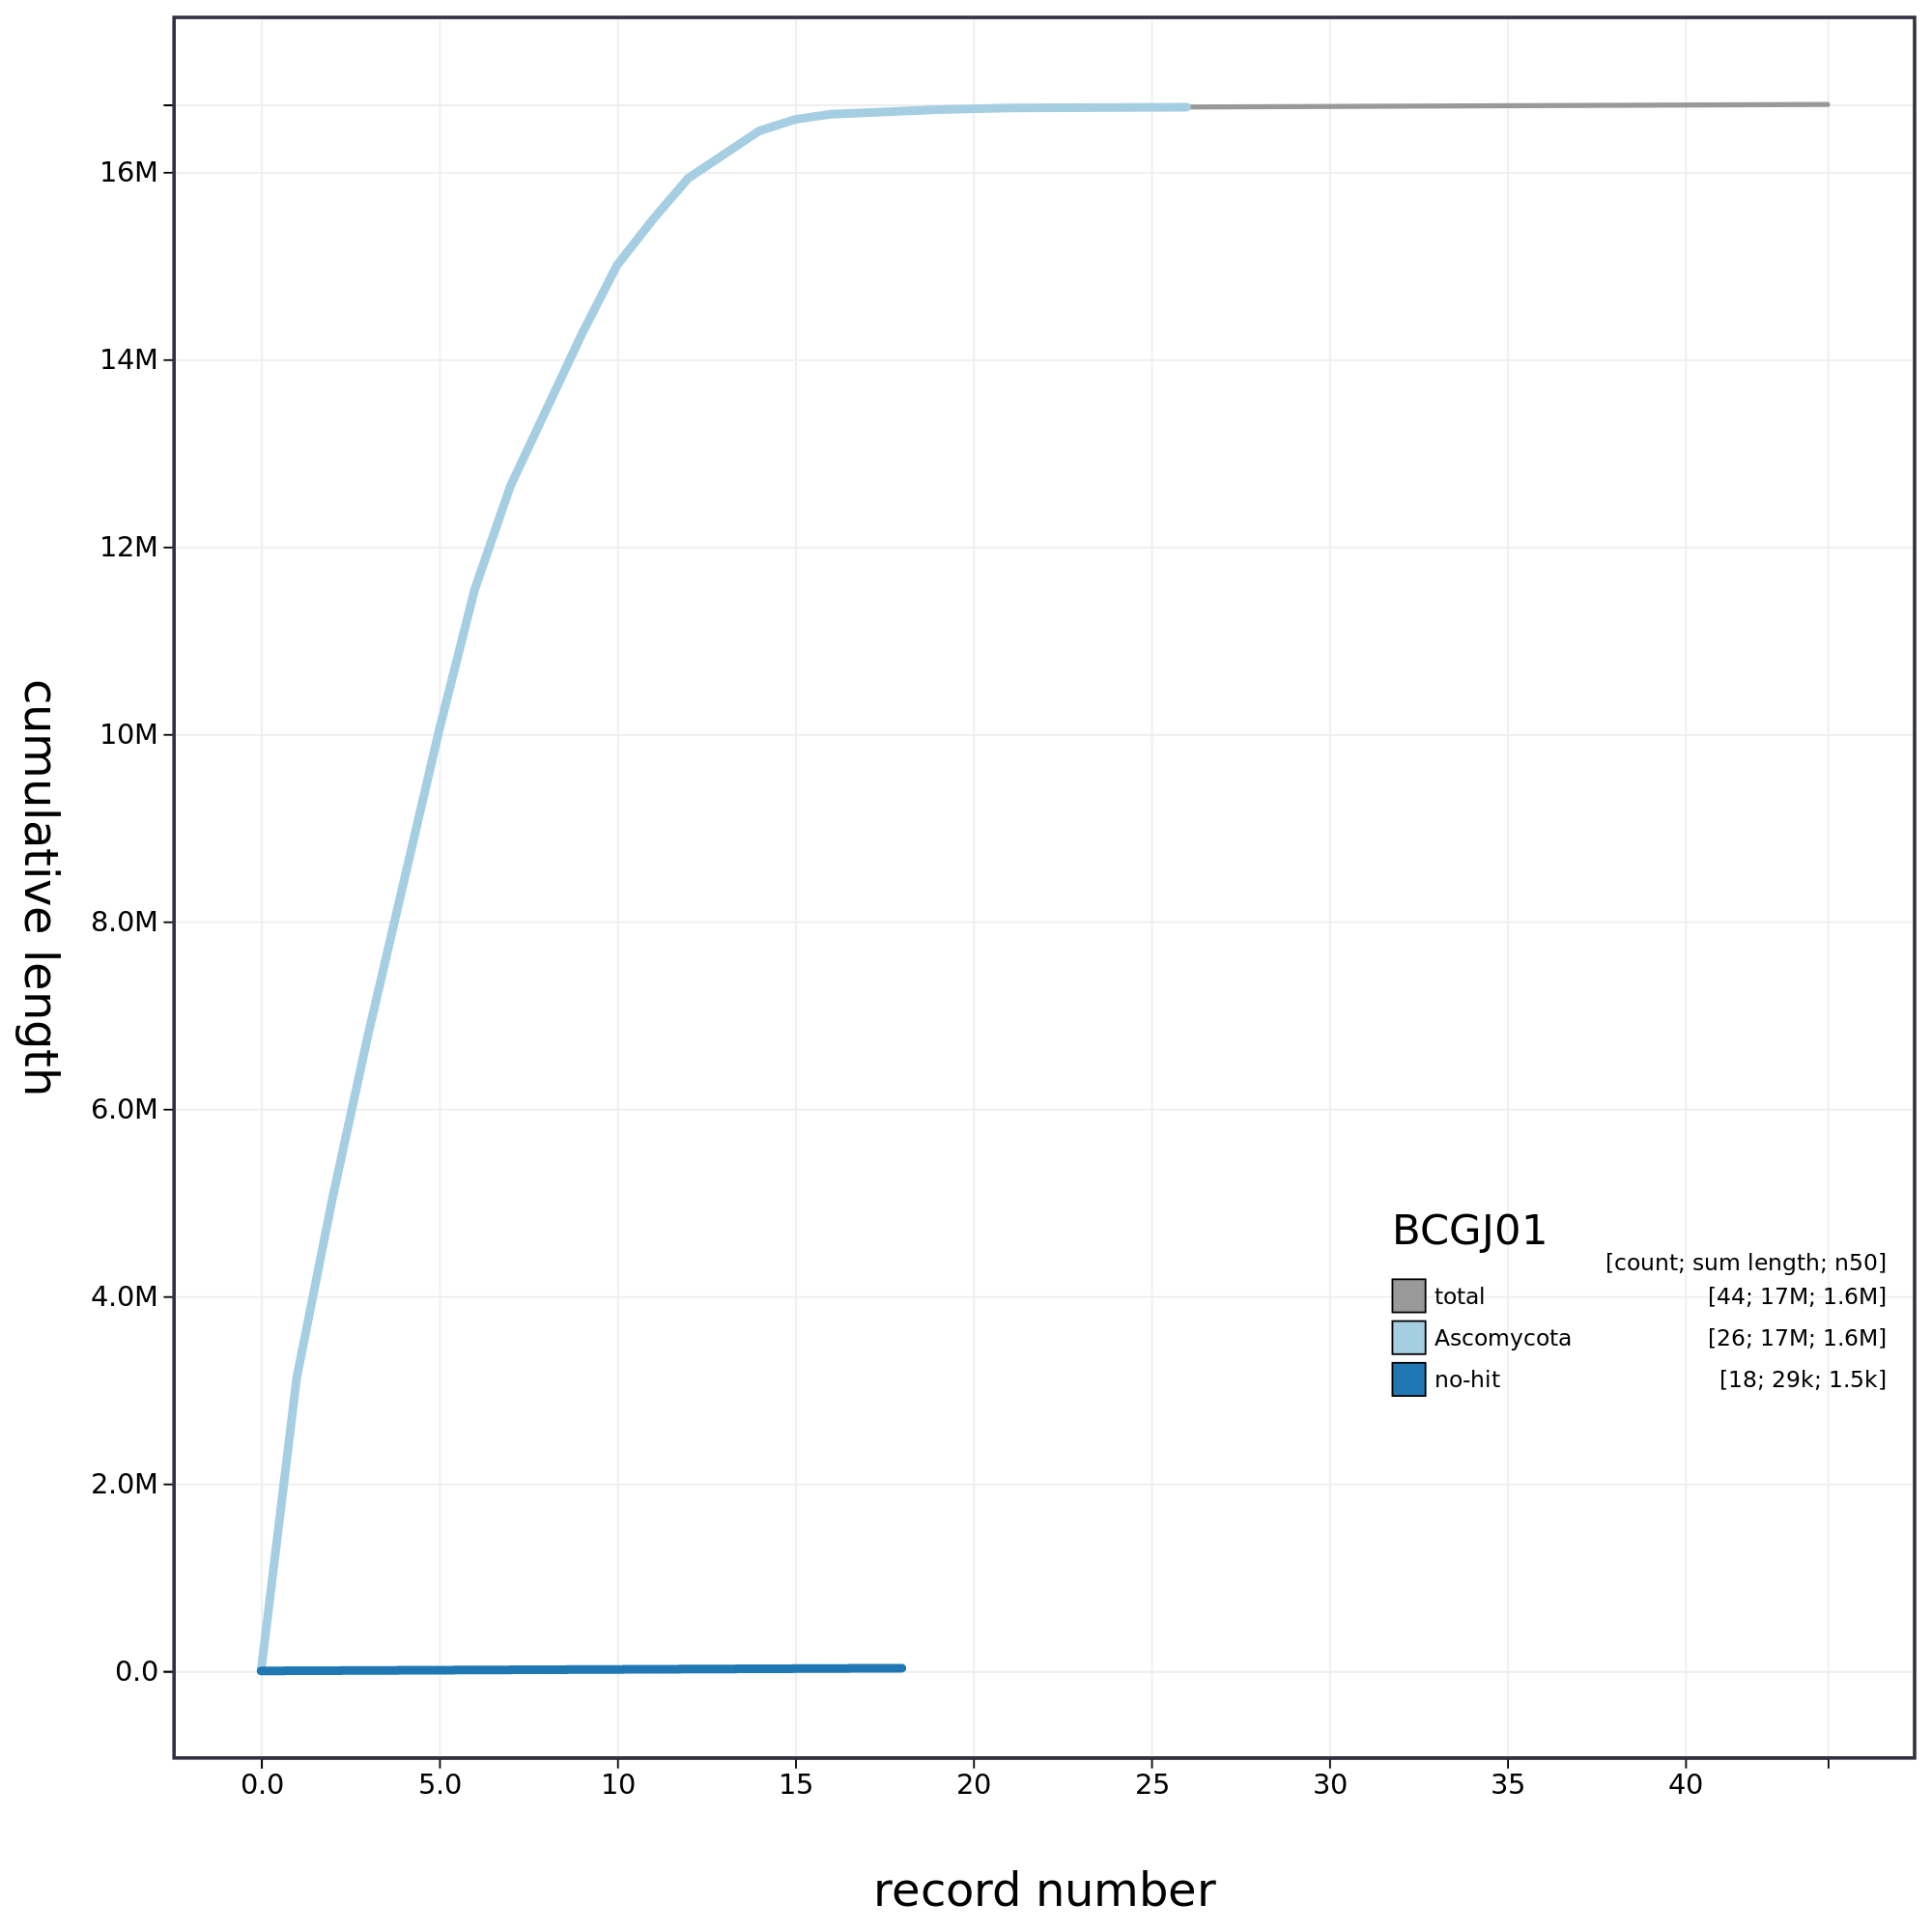 16M
14M
12M
10M
8.0M
6.0M
4.0M
2.0M
0.0
cumulative length
BCGJ01
[count; sum length; n50]
total [44; 17M; 1.6M]
Ascomycota [26; 17M; 1.6M]
no-hit [18; 29k; 1.5k]
0.0 5.0 10 15 20 25 30 35 40
record number